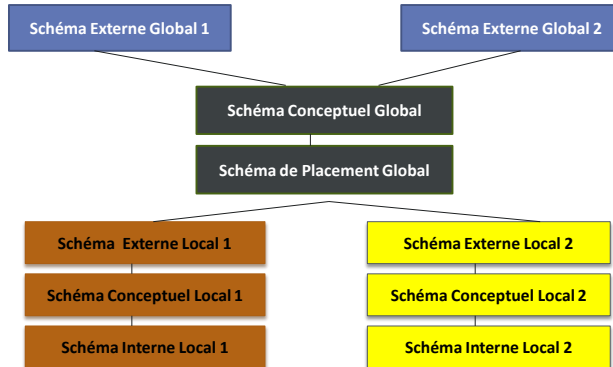 Schéma Externe Global 1
Schéma Externe Global 2
Schéma Conceptuel Global
Schéma de Placement Global
Schéma Externe Local 1
Schéma Externe Local 2
Schéma Conceptuel Local 1
Schéma Conceptuel Local 2
Schéma Interne Local 1
Schéma Interne Local 2